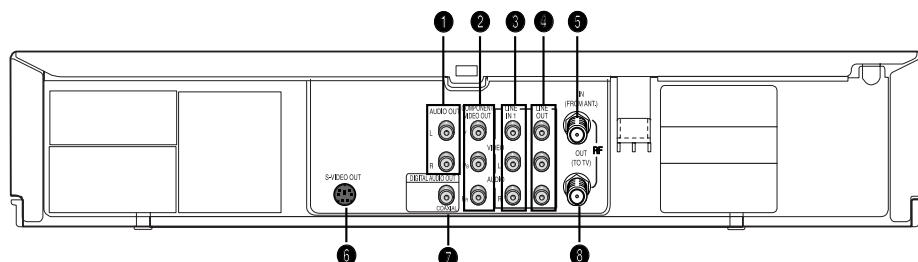 1 2 3 4 5
IN
(FROM ANT.)
AUDIO OUT
COMPONENT
VIDEO OUT
LINE
IN 1
LINE
OUT
L
Y
VIDEO
OUT
(TO TV)
RF
R
PB
L
S-VIDEO OUT
DIGITAL AUDIO OUT
AUDIO
R
COAXIAL
6 7 8